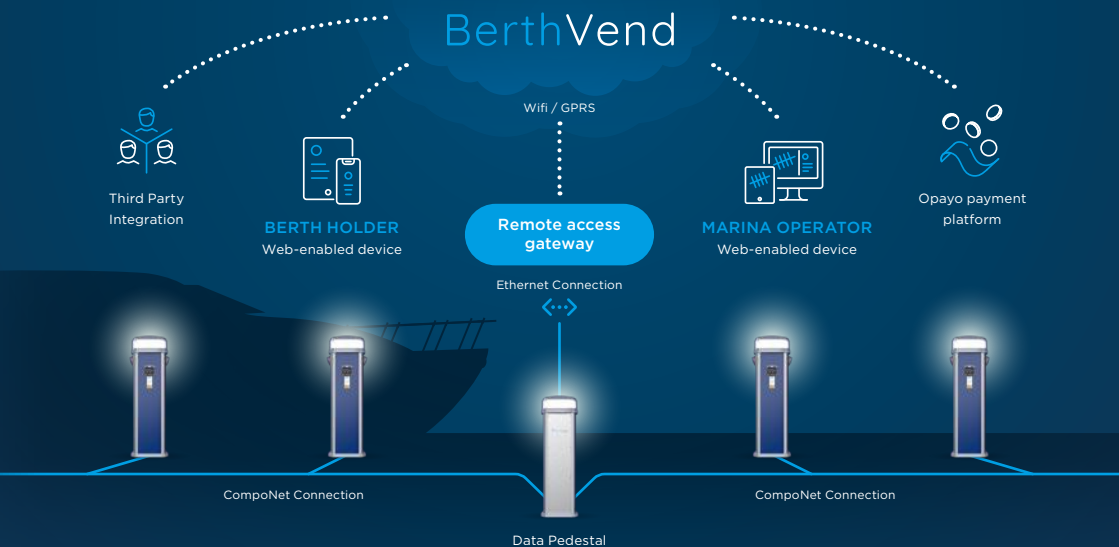 BerthVend
Wifi / GPRS
Third Party
Integration
BERTH HOLDER
Web-enabled device
Remote access
gateway
MARINA OPERATOR
Web-enabled device
Opayo payment
platform
Ethernet Connection
CompoNet Connection
CompoNet Connection
Data Pedestal